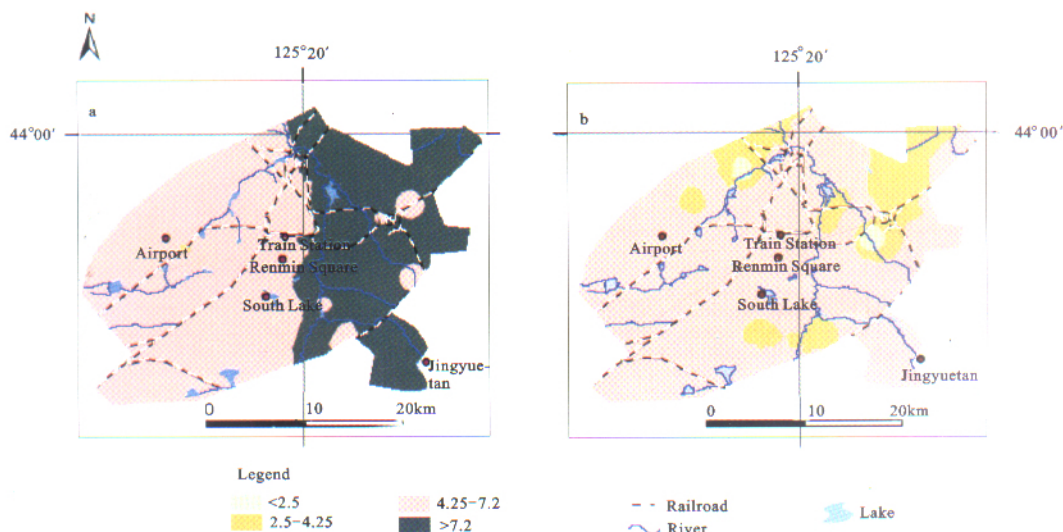 N
125°20′
125°20′
a
b
44°00′
44°00′
Airport
Train Station
Renmin Square
South Lake
Jingyue-
tan
0 10 20km
Airport
Train Station
Renmin Square
South Lake
Jingyuetan
0 10 20km
Legend
<2.5
2.5-4.25
4.25-7.2
>7.2
Railroad
River
Lake